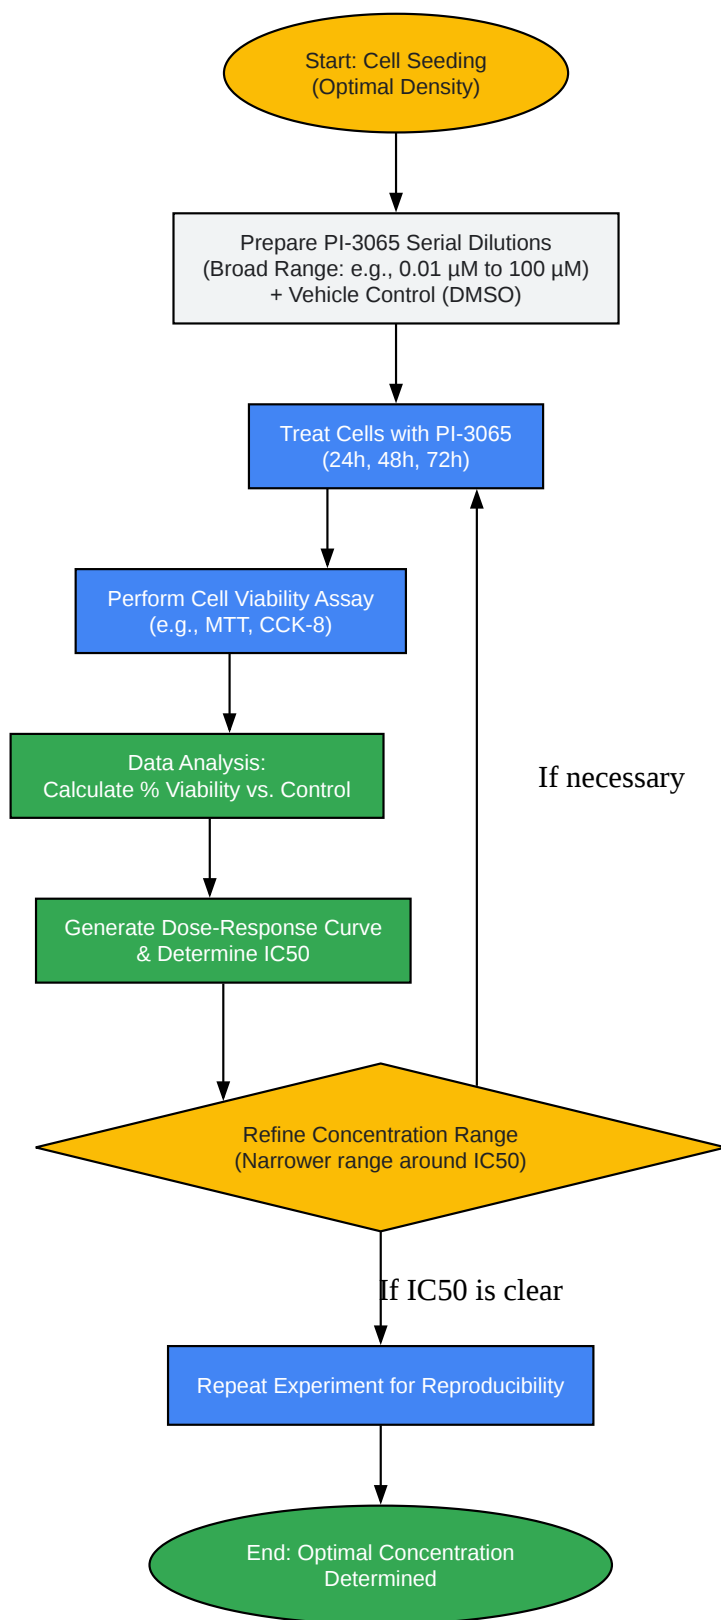 Start: Cell Seeding
(Optimal Density)
Prepare PI-3065 Serial Dilutions
(Broad Range: e.g., 0.01 µM to 100 µM)
+ Vehicle Control (DMSO)
Treat Cells with PI-3065
(24h, 48h, 72h)
Perform Cell Viability Assay
(e.g., MTT, CCK-8)
Data Analysis:
Calculate % Viability vs. Control
If necessary
Generate Dose-Response Curve
& Determine IC50
Refine Concentration Range
(Narrower range around IC50)
If IC50 is clear
Repeat Experiment for Reproducibility
End: Optimal Concentration
Determined